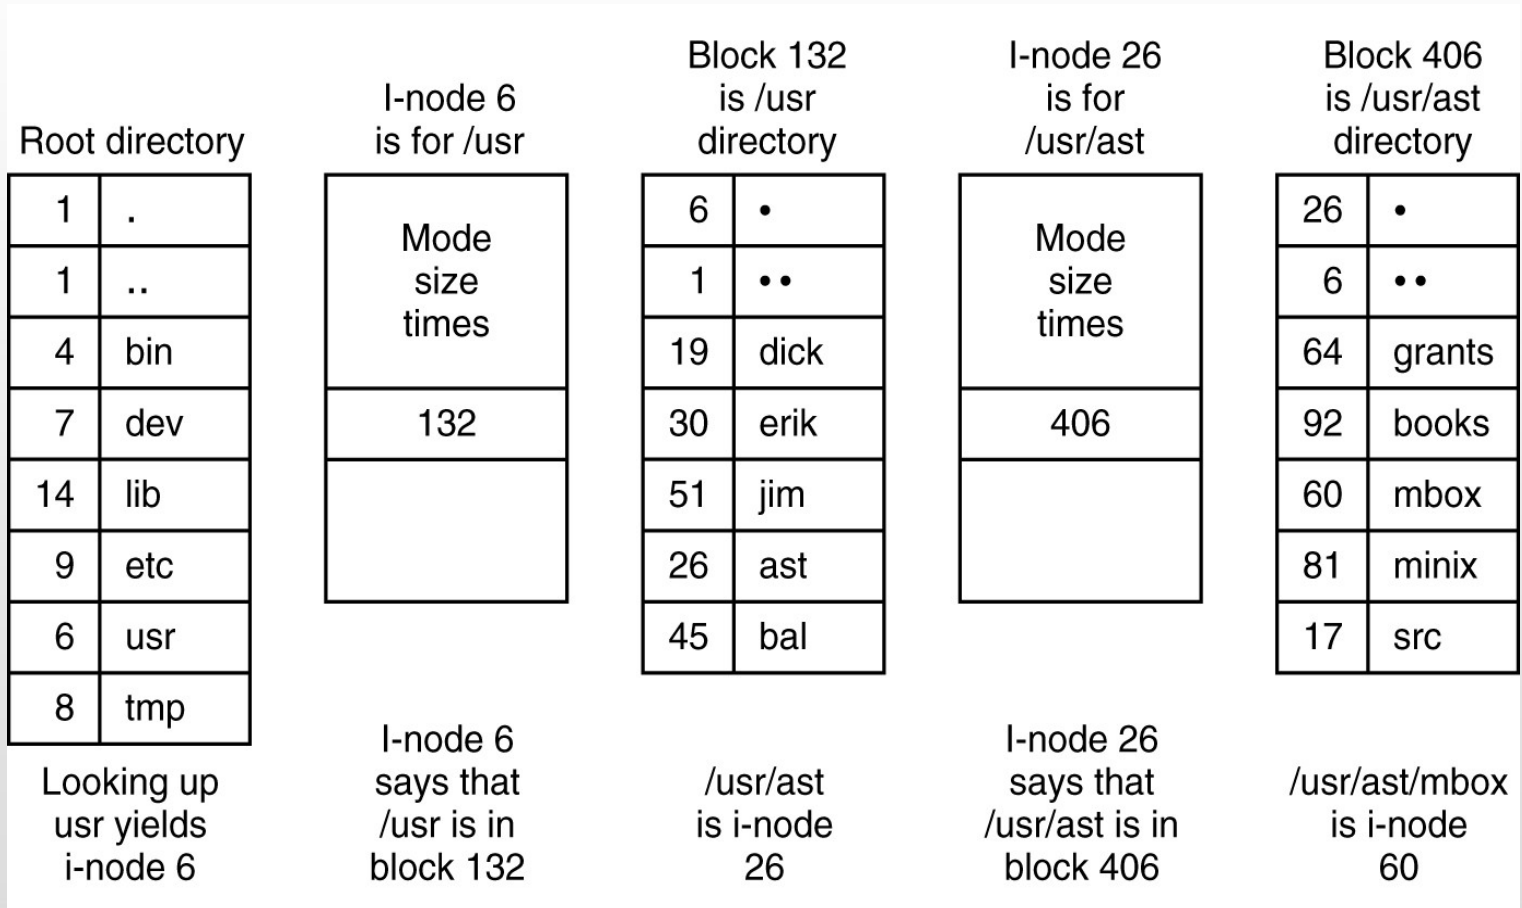 Root directory
1 .
1 ..
4 bin
7 dev
14 lib
9 etc
6 usr
8 tmp
Looking up
usr yields
i-node 6
I-node 6
is for /usr
Mode
size
times
132
I-node 6
says that
/usr is in
block 132
Block 132
is /usr
directory
6 •
1 ••
19 dick
30 erik
51 jim
26 ast
45 bal
/usr/ast
is i-node
26
I-node 26
is for
/usr/ast
Mode
size
times
406
I-node 26
says that
/usr/ast is in
block 406
Block 406
is /usr/ast
directory
26 •
6 ••
64 grants
92 books
60 mbox
81 minix
17 src
/usr/ast/mbox
is i-node
60